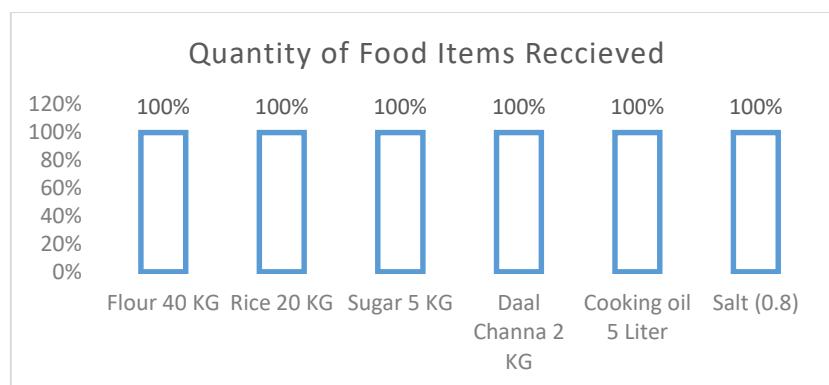 Quantity of Food Items Reccieved
120%
100%
80%
60%
40%
20%
0%
100% 100% 100% 100% 100% 100%
Flour 40 KG Rice 20 KG Sugar 5 KG Daal Cooking oil Salt (0.8)
Channa 2 5 Liter
KG